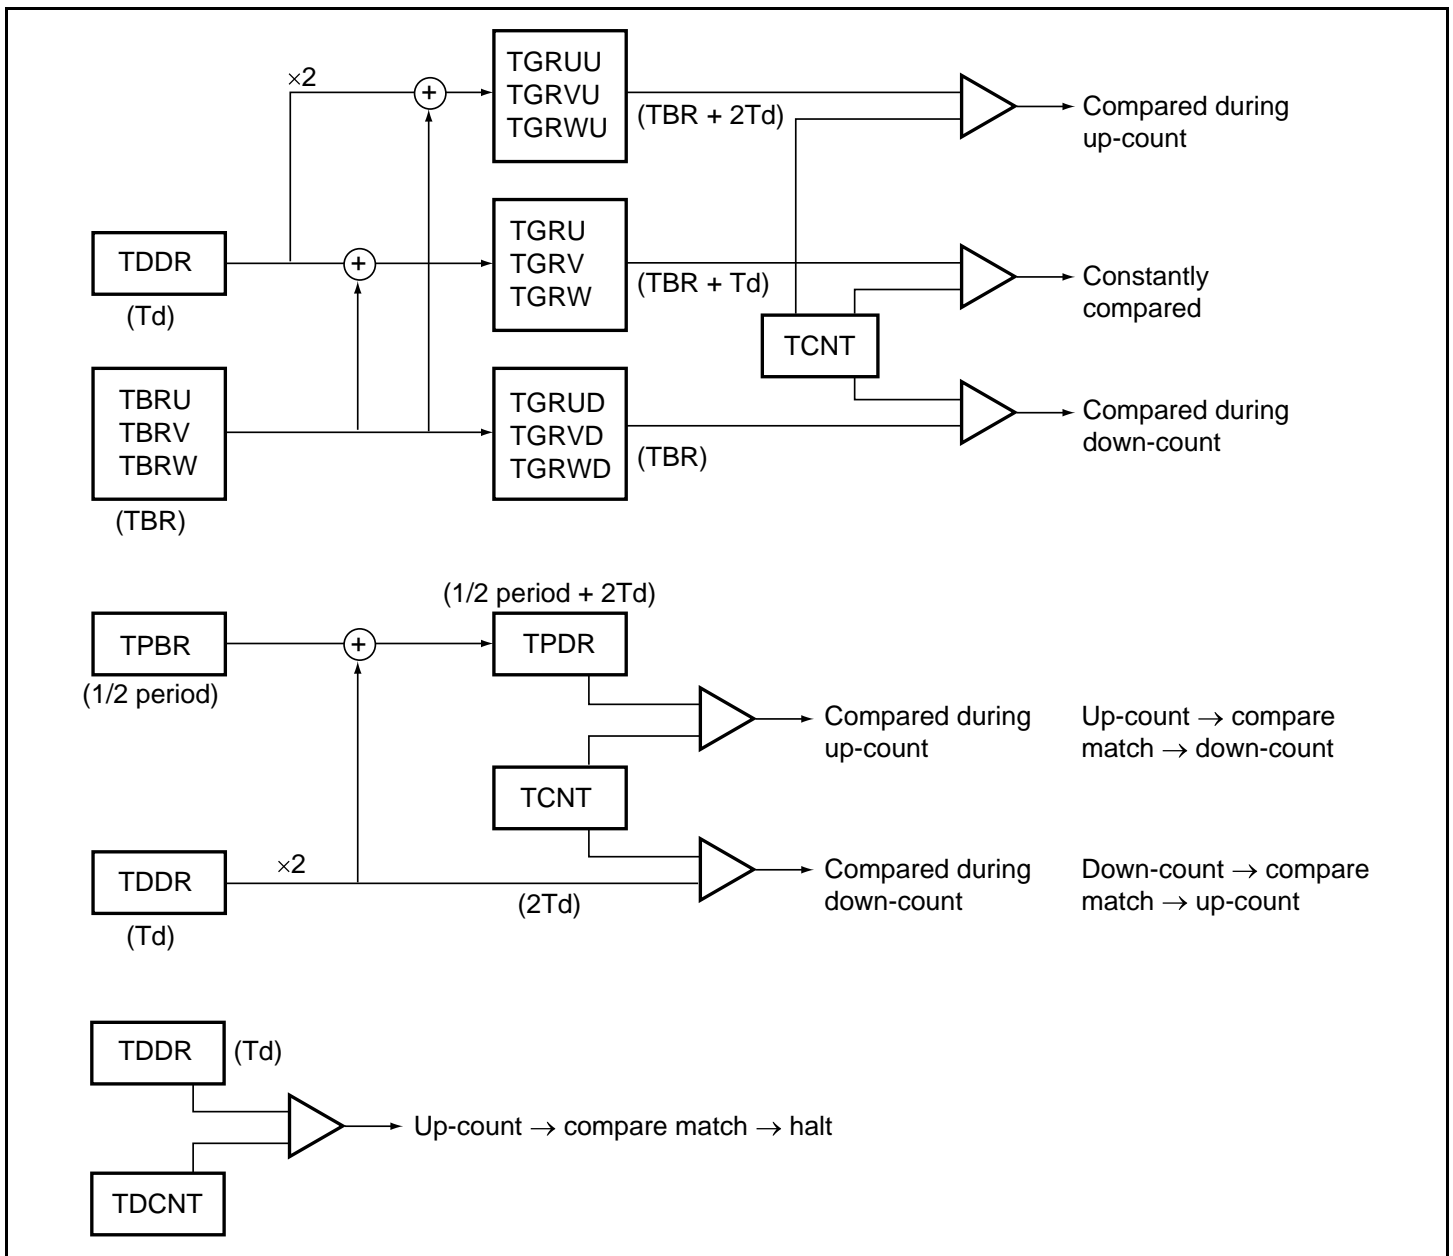 ×2
+
TGRUU
TGRVU
TGRWU
(TBR + 2Td)
Compared during
up-count
TDDR
(Td)
+
TGRU
TGRV
TGRW
(TBR + Td)
Constantly
compared
TCNT
TBRU
TBRV
TBRW
(TBR)
TGRUD
TGRVD
TGRWD
(TBR)
Compared during
down-count
(1/2 period + 2Td)
TPBR
(1/2 period)
+
TPDR
Compared during
up-count
Up-count → compare
match → down-count
TCNT
TDDR
(Td)
×2
(2Td)
Compared during
down-count
Down-count → compare
match → up-count
TDDR
(Td)
Up-count → compare match → halt
TDCNT